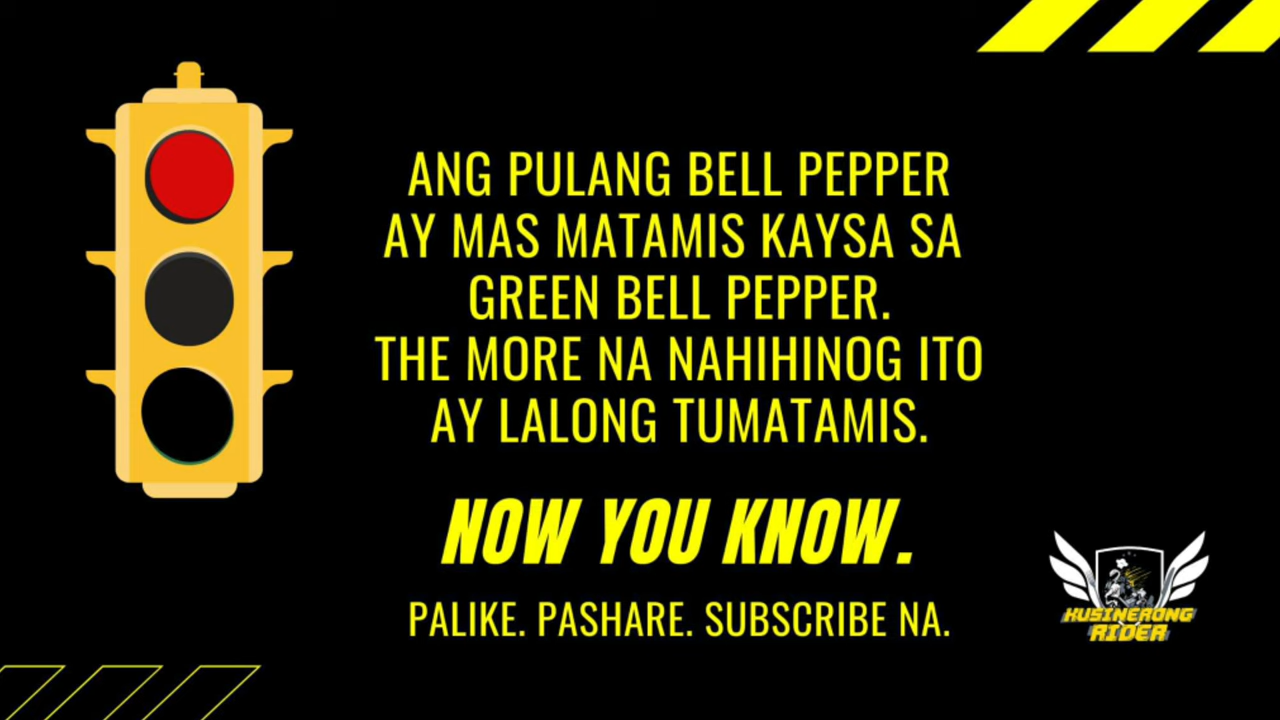 ANG PULANG BELL PEPPER
AY MAS MATAMIS KAYSA SA
GREEN BELL PEPPER.
THE MORE NA NAHIHINOG ITO
AY LALONG TUMATAMIS.
NOW YOU KNOW.
PALIKE. PASHARE. SUBSCRIBE NA.
KUSINERONG
RIDER